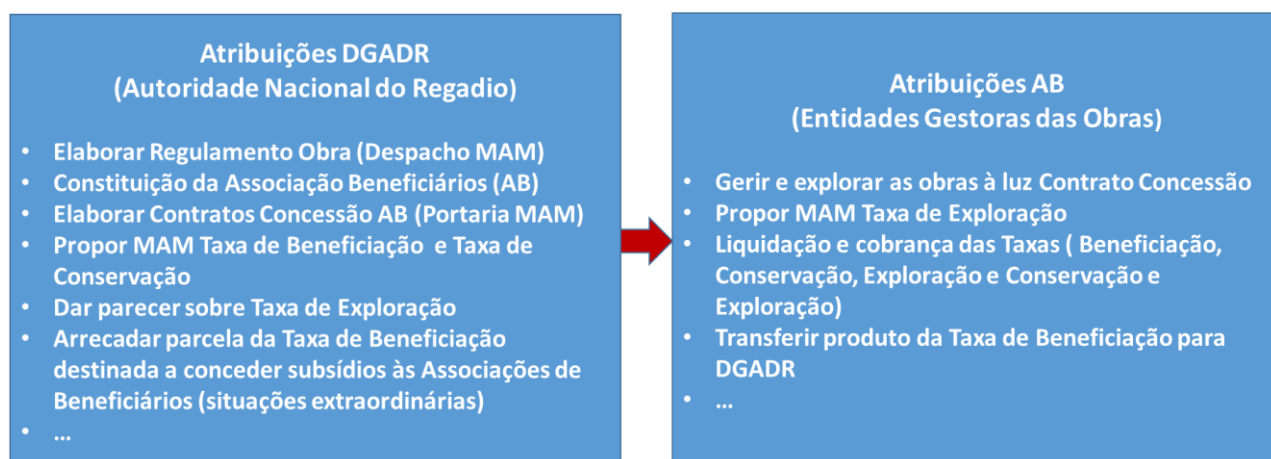 Atribuições DGADR
(Autoridade Nacional do Regadio)
• Elaborar Regulamento Obra (Despacho MAM)
• Constituição da Associação Beneficiários (AB)
• Elaborar Contratos Concessão AB (Portaria MAM)
• Propor MAM Taxa de Beneficiação e Taxa de
Conservação
• Dar parecer sobre Taxa de Exploração
• Arrecadar parcela da Taxa de Beneficiação
destinada a conceder subsídios às Associações de
Beneficiários (situações extraordinárias)
• ...
Atribuições AB
(Entidades Gestoras das Obras)
• Gerir e explorar as obras à luz Contrato Concessão
• Propor MAM Taxa de Exploração
• Liquidação e cobrança das Taxas ( Beneficiação,
Conservação, Exploração e Conservação e
Exploração)
• Transferir produto da Taxa de Beneficiação para
DGADR
• ...